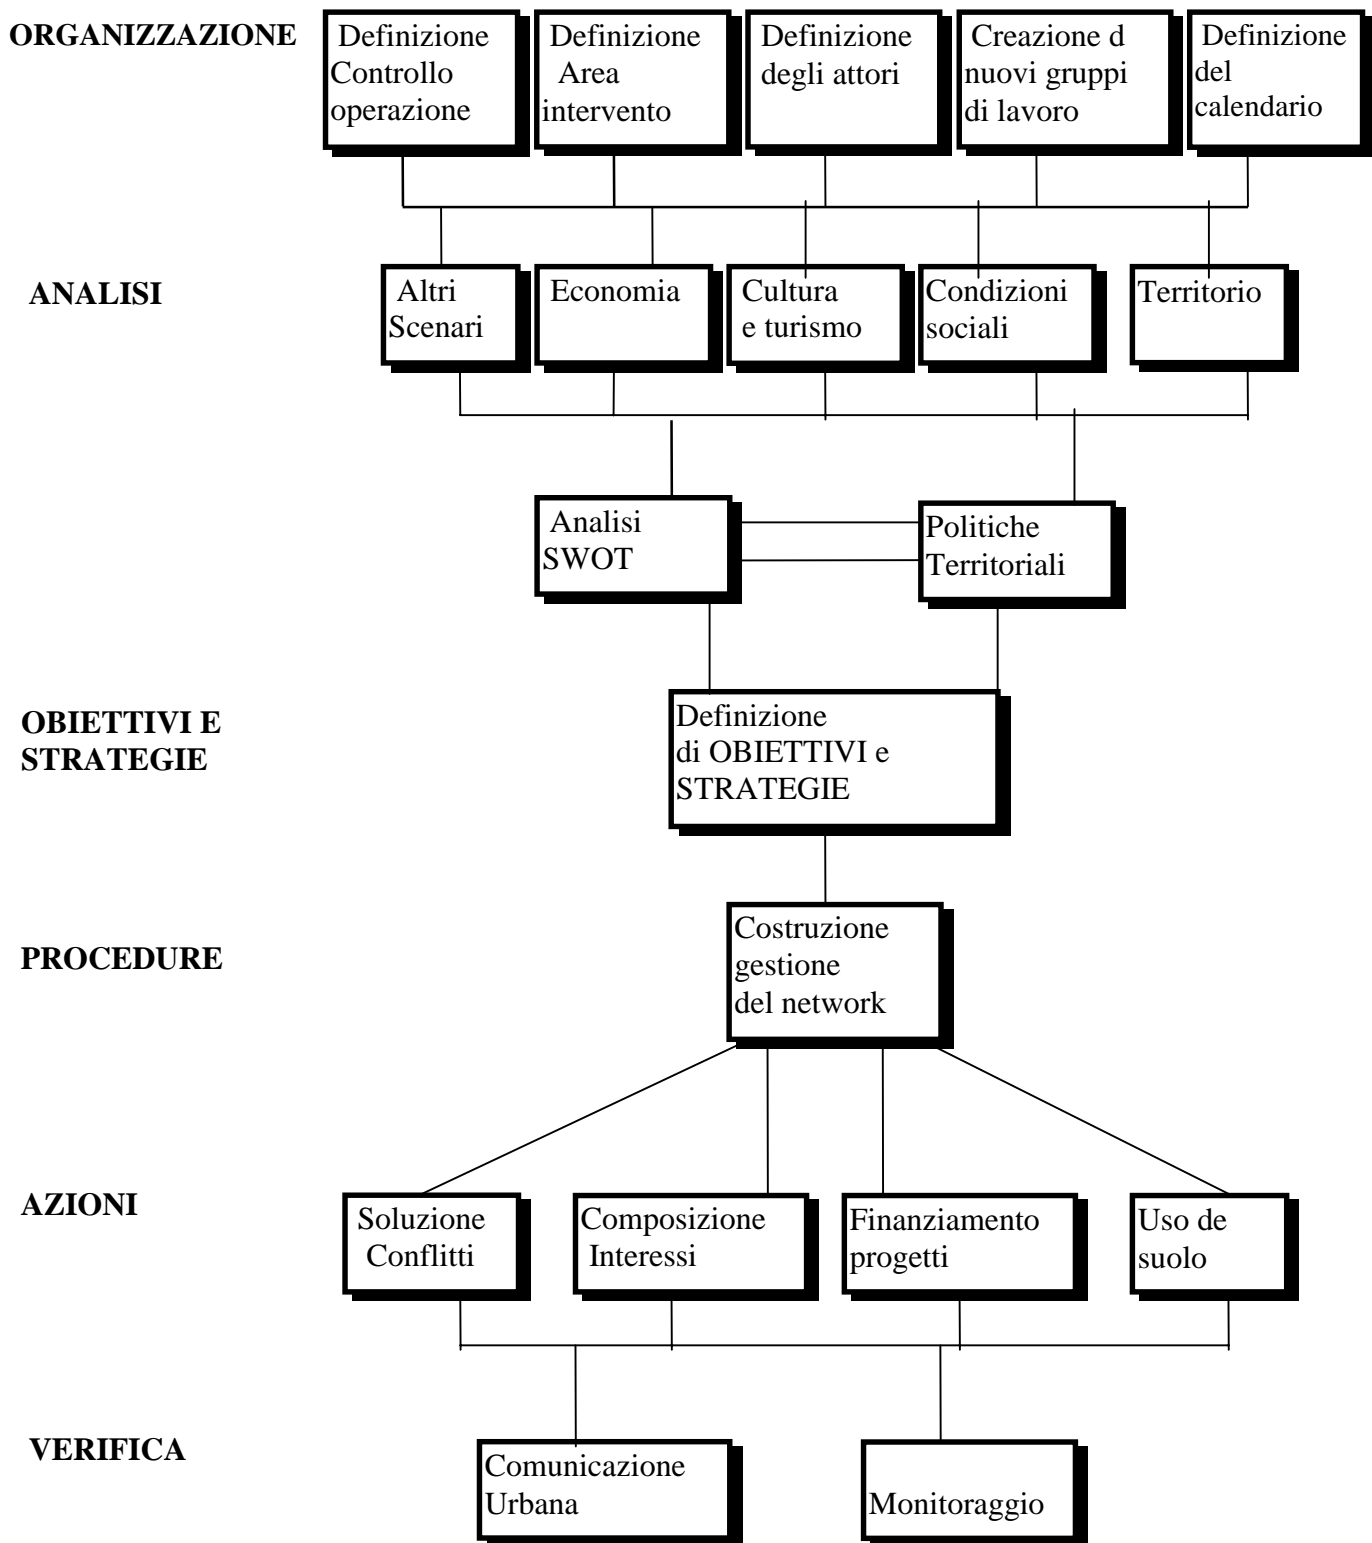 ORGANIZZAZIONE
Definizione
Controllo
operazione
Definizione
Area
intervento
Definizione
degli attori
Creazione d
nuovi gruppi
di lavoro
Definizione
del
calendario
ANALISI
Altri
Scenari
Economia
Cultura
e turismo
Condizioni
sociali
Territorio
Analisi
SWOT
Politiche
Territoriali
OBIETTIVI E
STRATEGIE
Definizione
di OBIETTIVI e
STRATEGIE
PROCEDURE
Costruzione
gestione
del network
AZIONI
Soluzione
Conflitti
Composizione
Interessi
Finanziamento
progetti
Uso de
suolo
VERIFICA
Comunicazione
Urbana
Monitoraggio